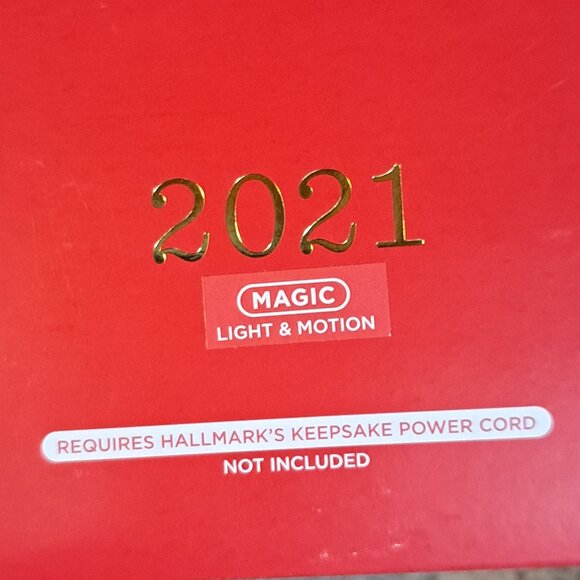 2021
MAGIC
LIGHT & MOTION
REQUIRES HALLMARK'S KEEPSAKE POWER CORD
NOT INCLUDED